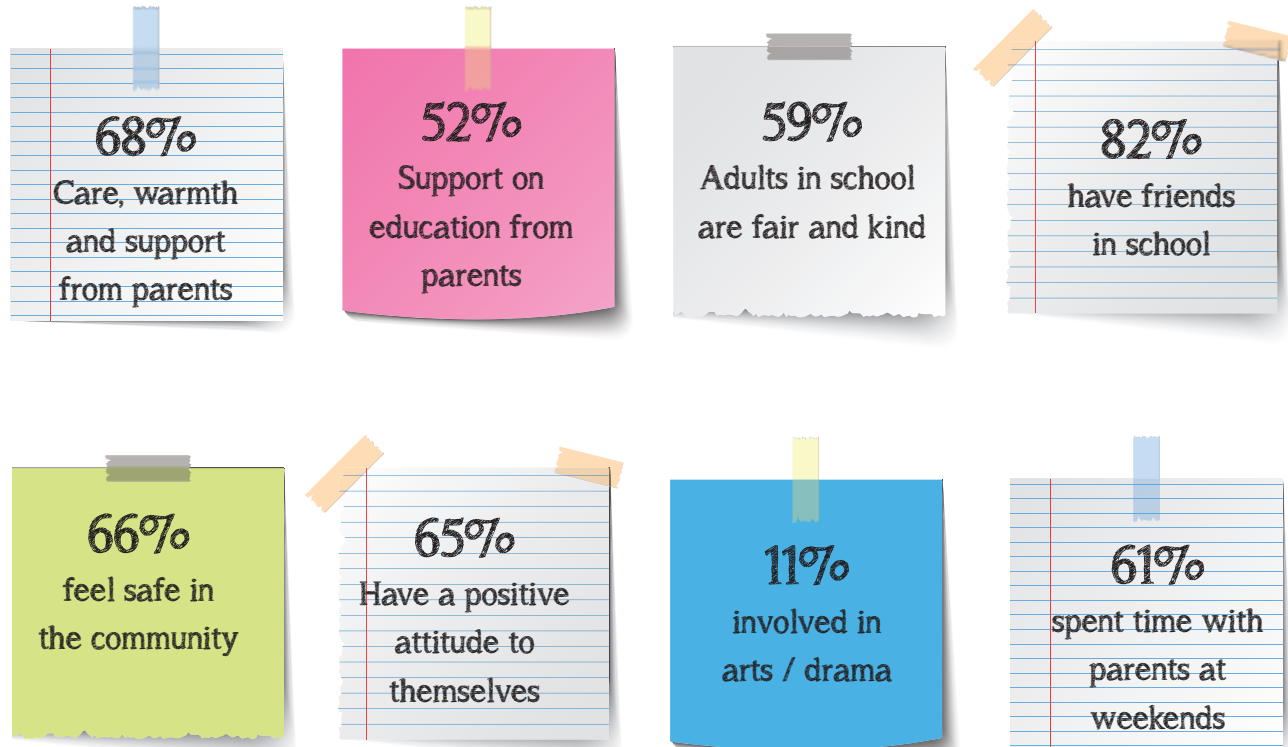 68%
Care, warmth
and support
from parents
52%
Support on
education from
parents
59%
Adults in school
are fair and kind
82%
have friends
in school
66%
feel safe in
the community
65%
Have a positive
attitude to
themselves
11%
involved in
arts / drama
61%
spent time with
parents at
weekends